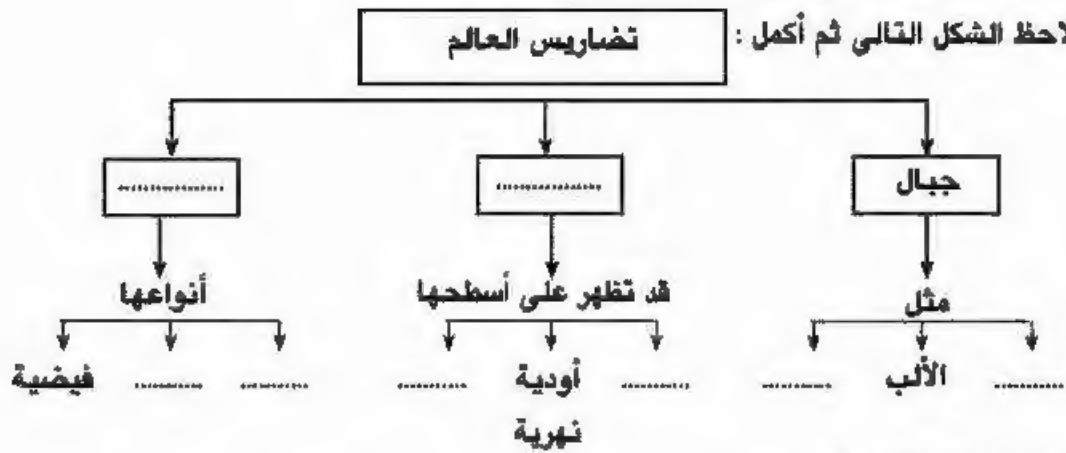 لاحظ الشكل التالي ثم أكمل :
تضاريس العالم
جبال
....................
....................
مثل
قد تظهر على أسطحها
أنواعها
............ الألب ............
............ أودية نهرية ............
............ ............ فيضية